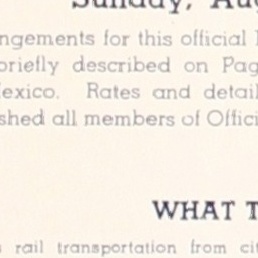 Sunday, Aug
ngements for this official
briefly described on Pag
exico. Rates and detail
shed all members of Offici
WHAT T
rail transportation from cit